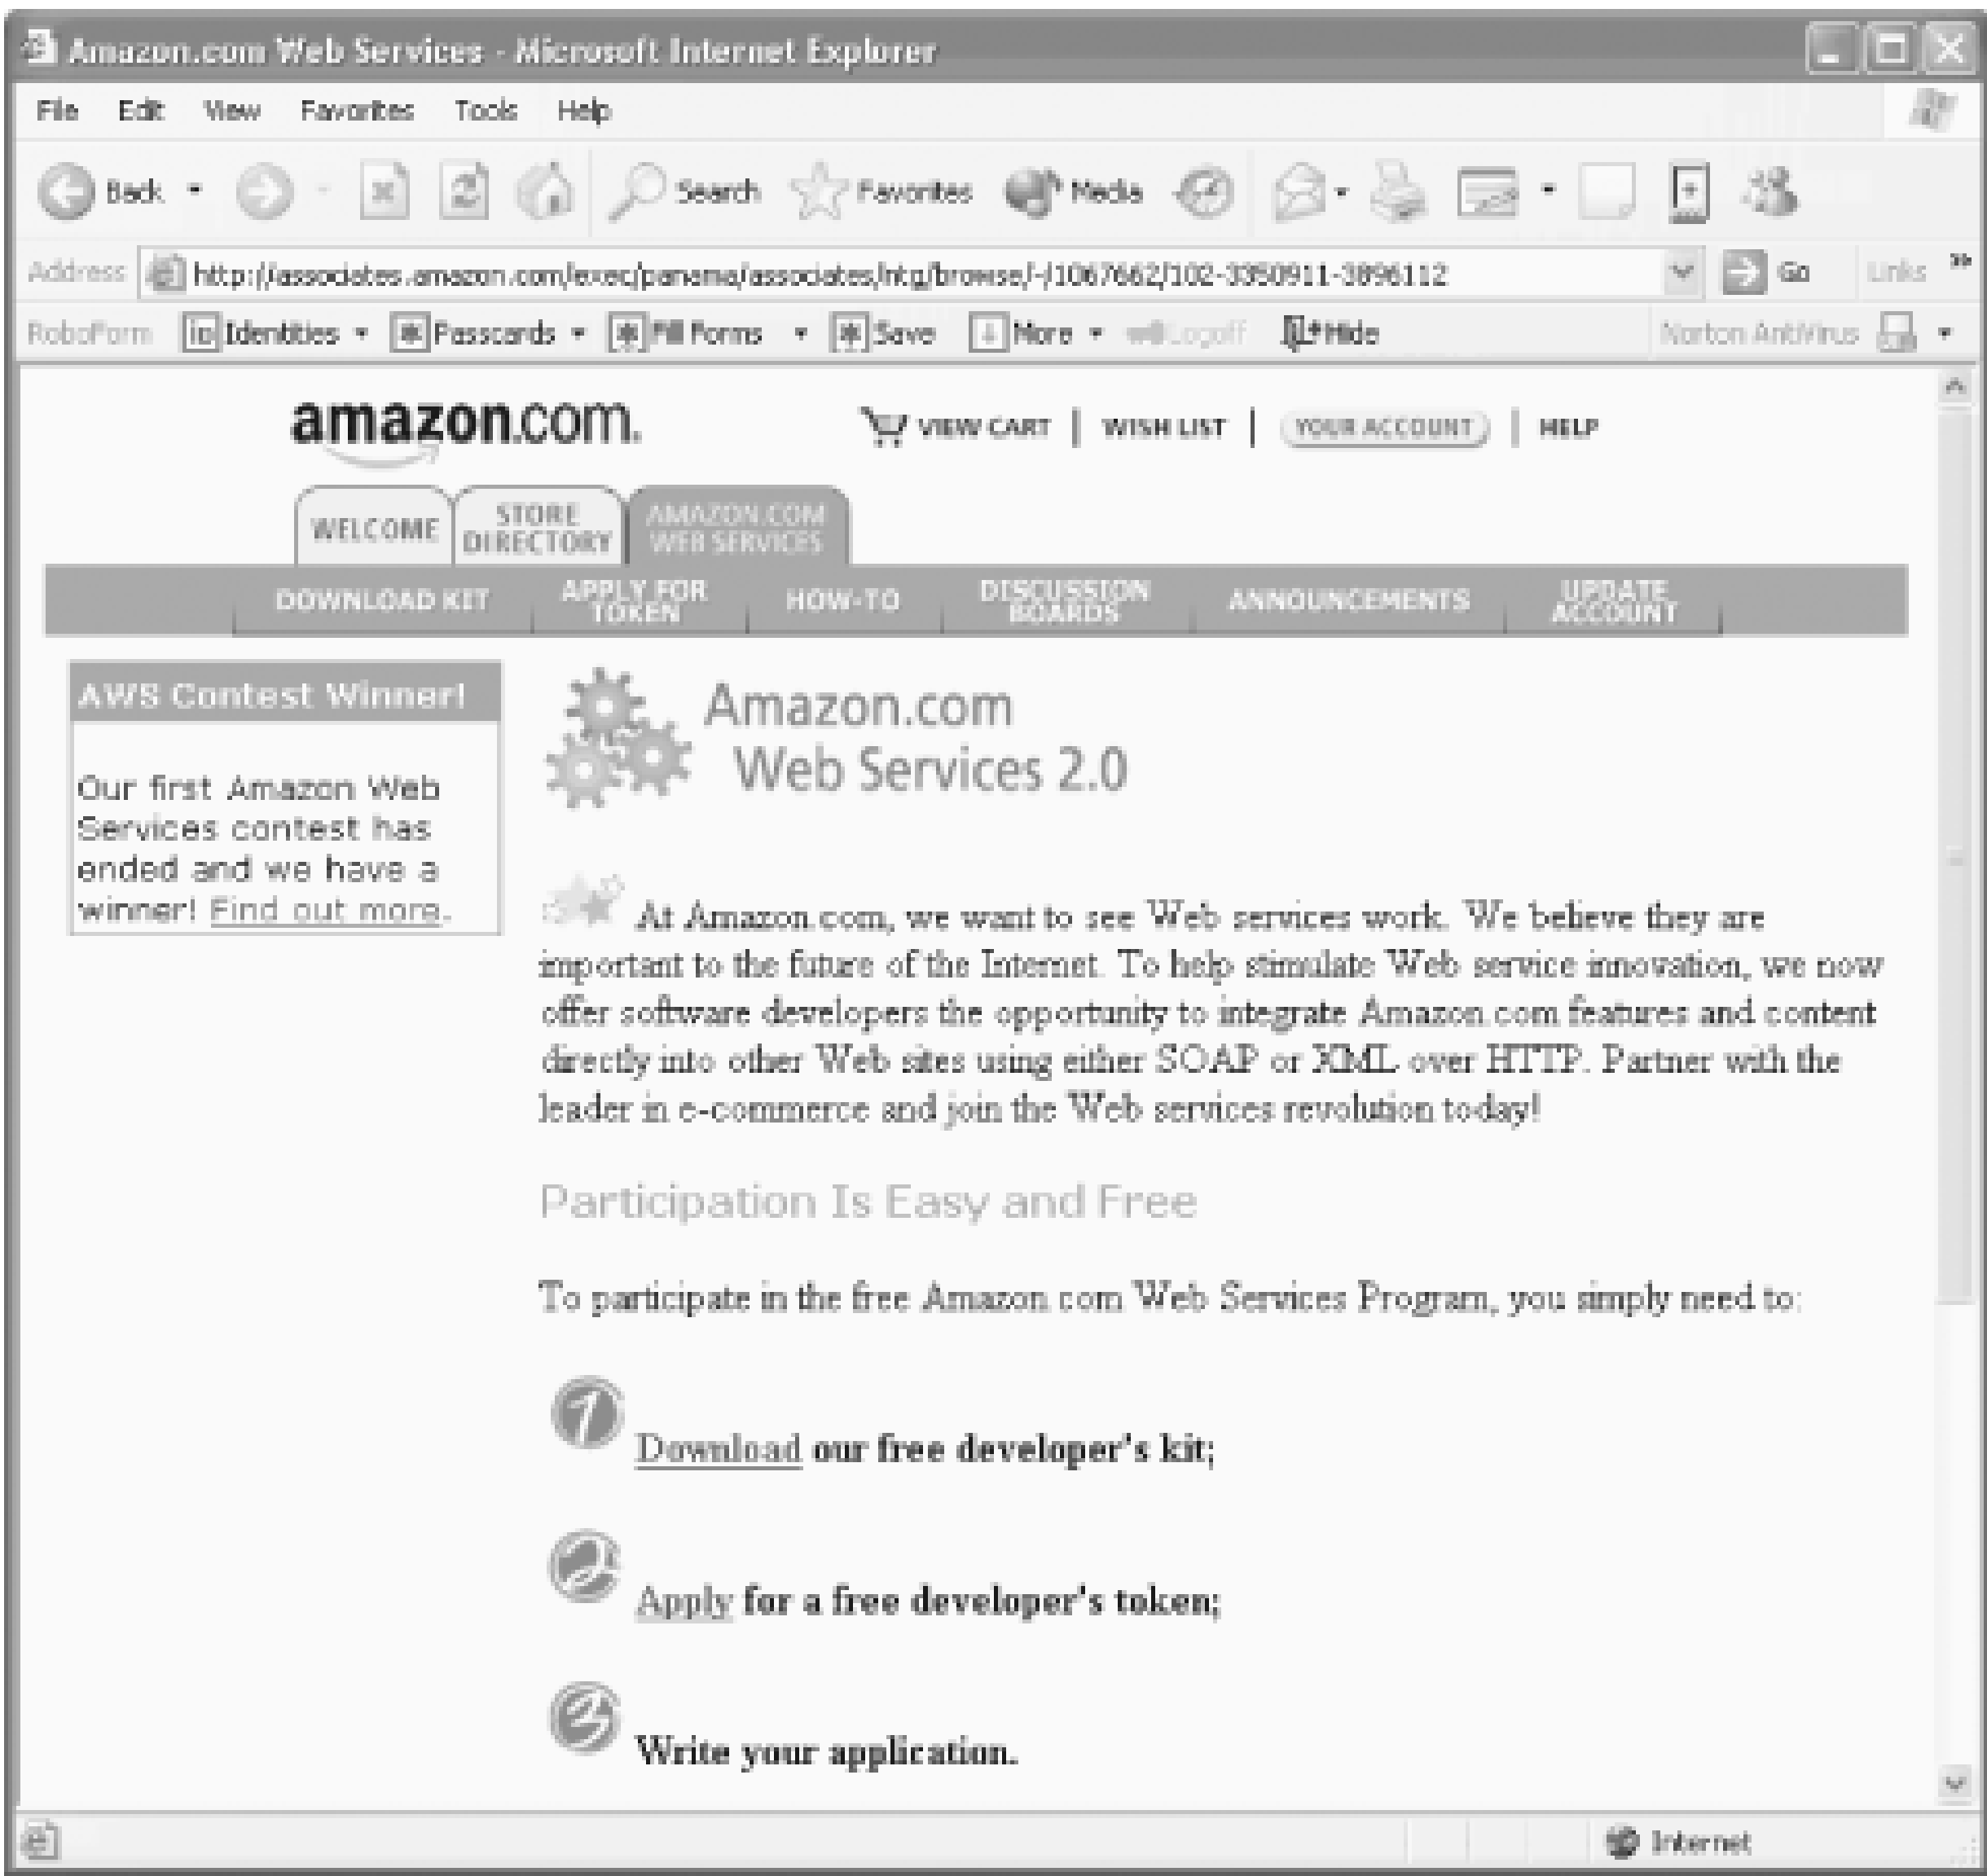 Amazon.com Web Services - Microsoft Internet Explorer
File Edit View Favorites Tools Help
Back Search Favorites Media
Address http://associates.amazon.com/exec/panama/associates/ntg/browse/-/1067662/102-3350911-3896112 Go Links »
RoboForm Identities Passcards Fill Forms Save More Logoff Hide Norton AntiVirus
amazon.com. VIEW CART | WISH LIST | YOUR ACCOUNT | HELP
WELCOME
STORE
DIRECTORY
AMAZON.COM
WEB SERVICES
DOWNLOAD KIT
APPLY FOR
TOKEN
HOW-TO
DISCUSSION
BOARDS
ANNOUNCEMENTS
UPDATE
ACCOUNT
AWS Contest Winner!
Our first Amazon Web
Services contest has
ended and we have a
winner! Find out more.
Amazon.com
Web Services 2.0
At Amazon.com, we want to see Web services work. We believe they are
important to the future of the Internet. To help stimulate Web service innovation, we now
offer software developers the opportunity to integrate Amazon.com features and content
directly into other Web sites using either SOAP or XML over HTTP. Partner with the
leader in e-commerce and join the Web services revolution today!
Participation Is Easy and Free
To participate in the free Amazon.com Web Services Program, you simply need to:
1
Download our free developer's kit;
2
Apply for a free developer's token;
3
Write your application.
Internet